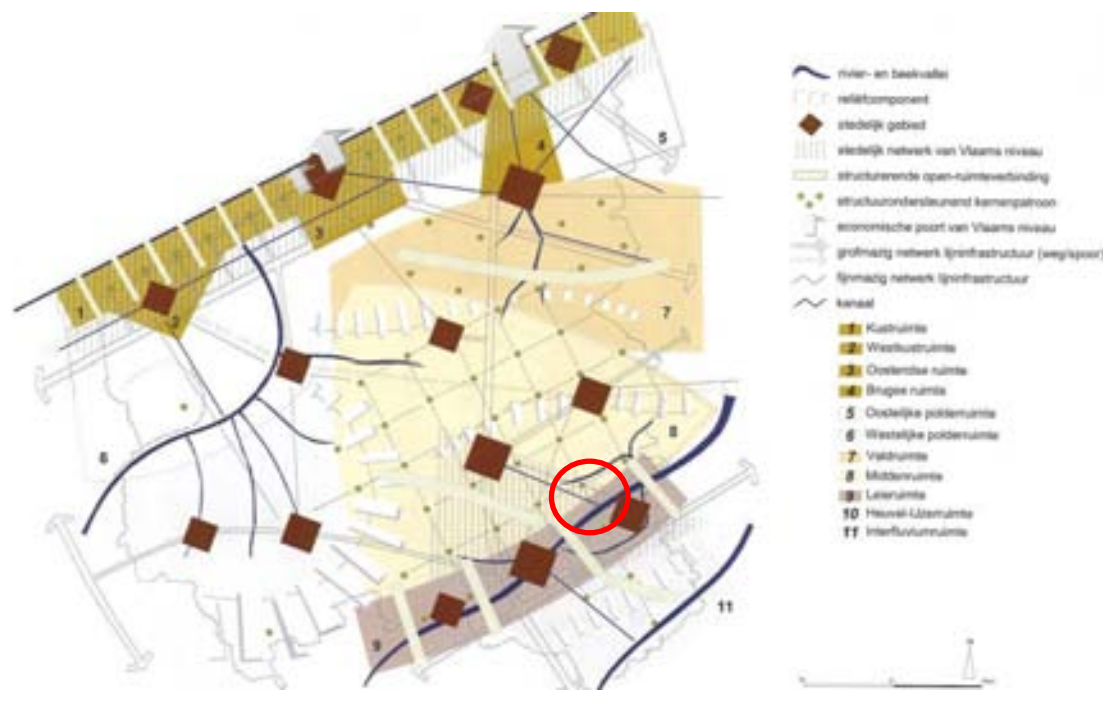 5
4
3
1
2
7
6
8
9
11
rivier- en beekvallei
reliëfcomponent
stedelijk gebied
stedelijk netwerk van Vlaams niveau
structurerende open-ruimteverbinding
structuurondersteunend kernenpatroon
economische poort van Vlaams niveau
grofmazig netwerk lijninfrastructuur (weg/spoor)
fijnmazig netwerk lijninfrastructuur
kanaal
1 Kustruimte
2 Westkustruimte
3 Oostendse ruimte
4 Brugse ruimte
5 Oostelijke polderruimte
6 Westelijke polderruimte
7 Veldruimte
8 Middenruimte
9 Leieruimte
10 Heuvel-IJzerruimte
11 Interfluviumruimte